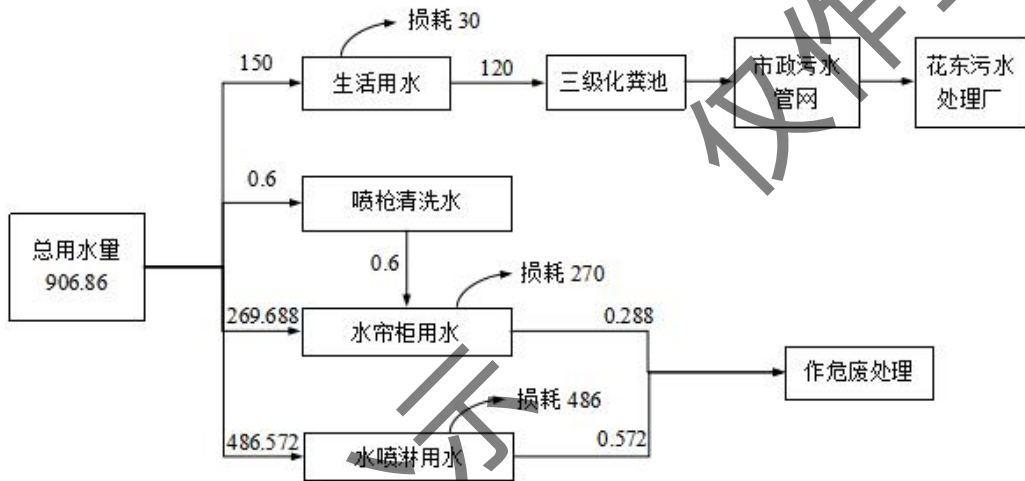 损耗 30
150
生活用水
120
三级化粪池
市政污水
管网
花东污水
处理厂
0.6
喷枪清洗水
总用水量
906.86
0.6
损耗 270
269.688
水帘柜用水
0.288
作危废处理
损耗 486
486.572
水喷淋用水
0.572
仅作
示